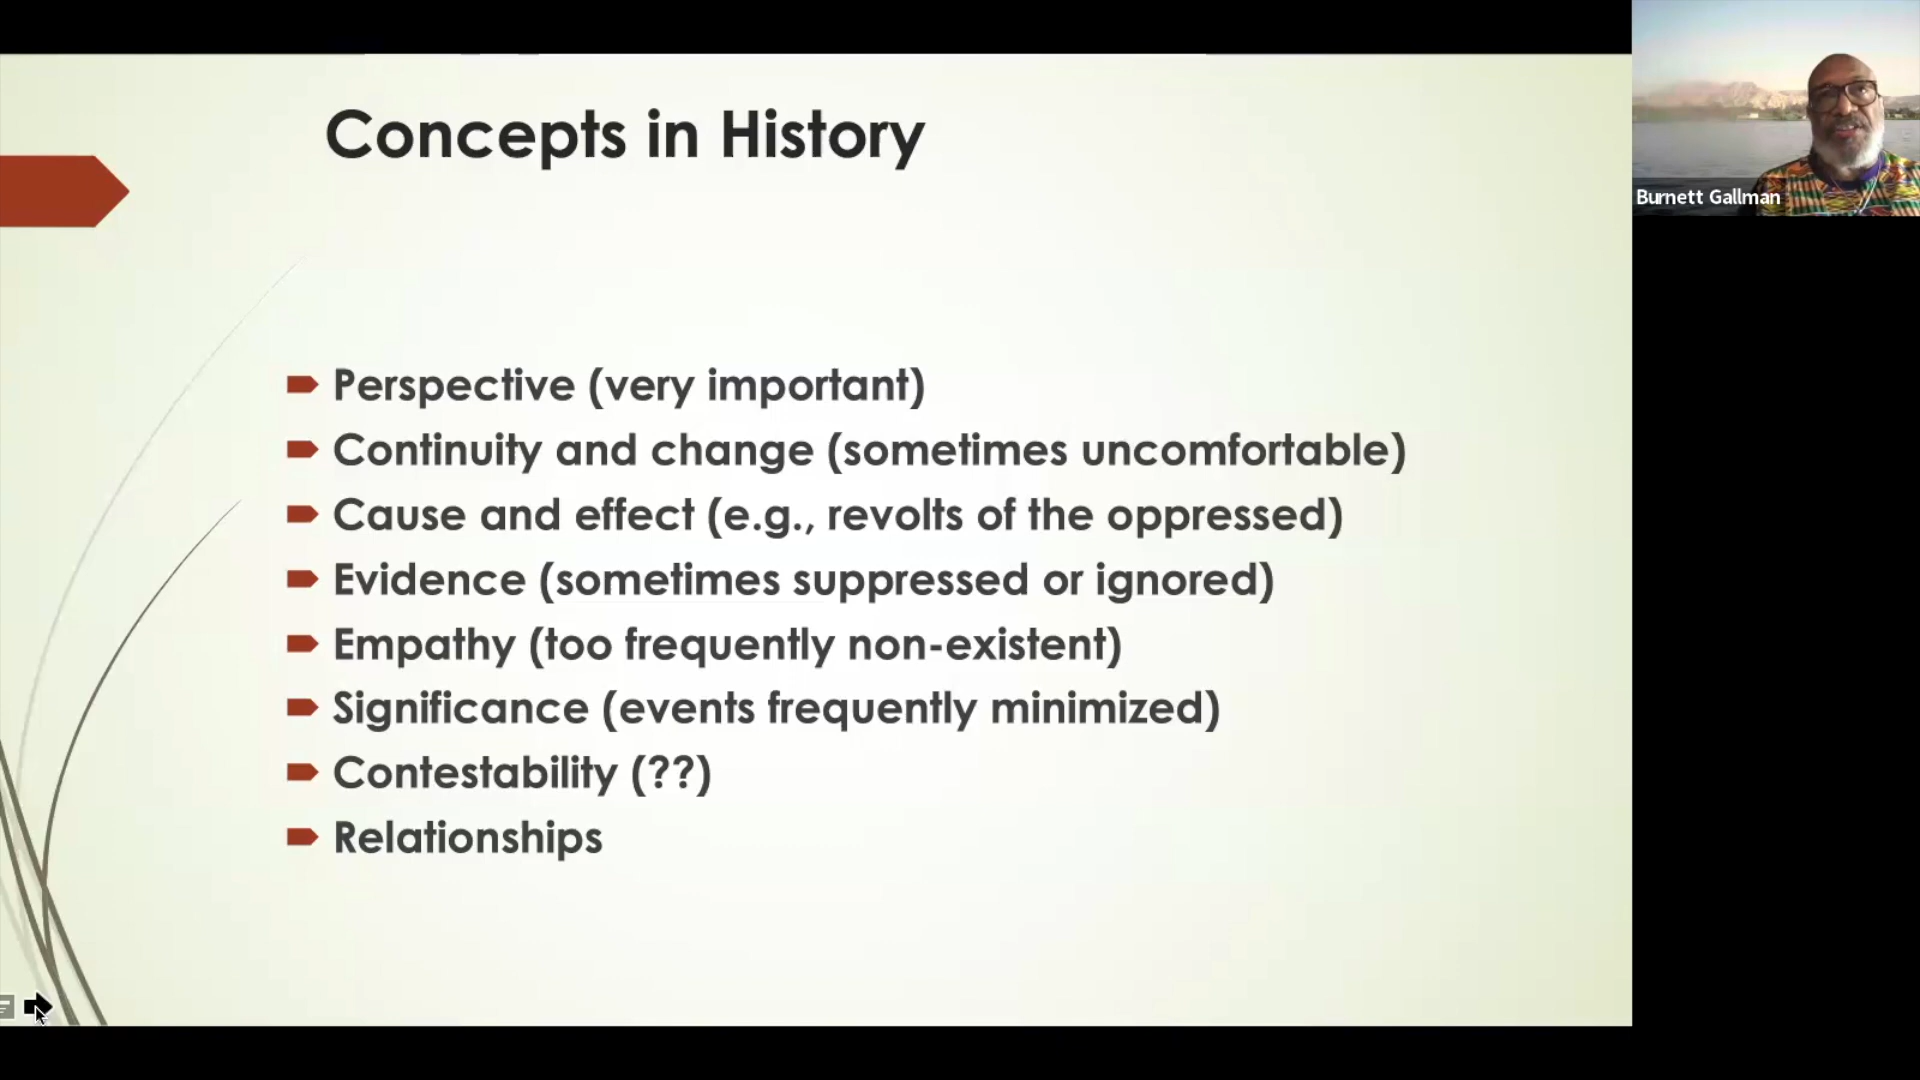 Concepts in History
Perspective (very important)
Continuity and change (sometimes uncomfortable)
Cause and effect (e.g., revolts of the oppressed)
Evidence (sometimes suppressed or ignored)
Empathy (too frequently non-existent)
Significance (events frequently minimized)
Contestability (??)
Relationships
Burnett Gallman